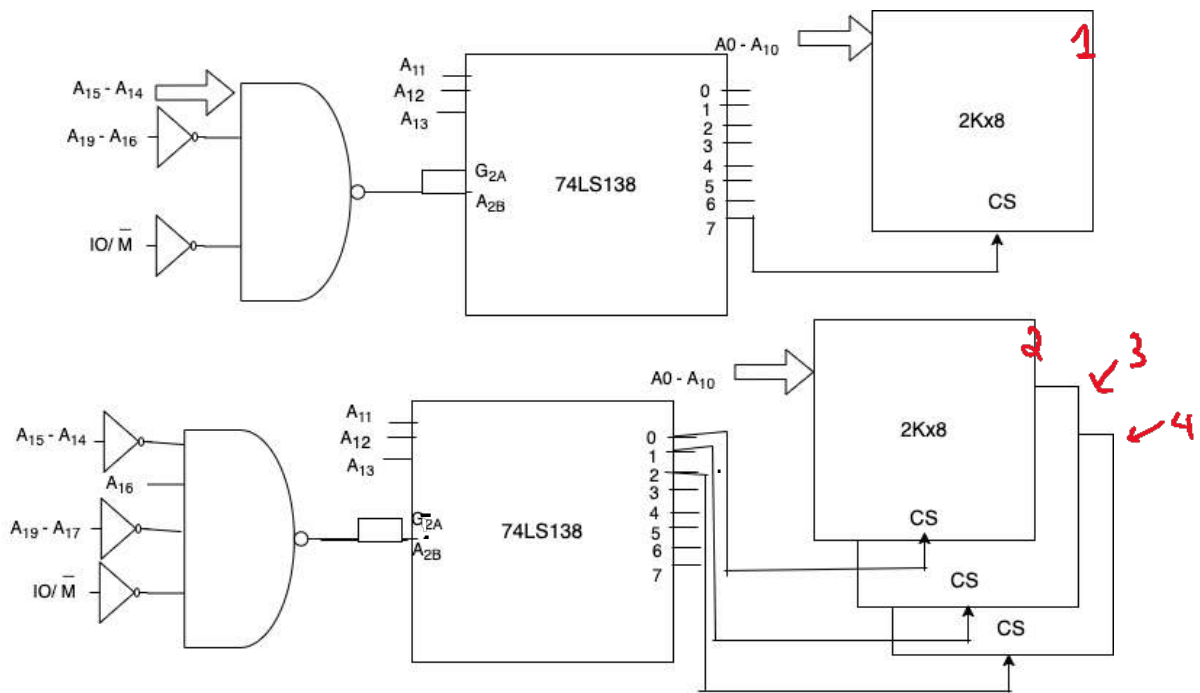 A15 - A14
A19 - A16
IO/ M̅
A11
A12
A13
G2A
A2B
74LS138
0
1
2
3
4
5
6
7
A0 - A10
2Kx8
CS
1
A15 - A14
A16
A19 - A17
IO/ M̅
A11
A12
A13
G2A
A2B
74LS138
0
1
2
3
4
5
6
7
A0 - A10
2Kx8
CS
CS
CS
2
3
4